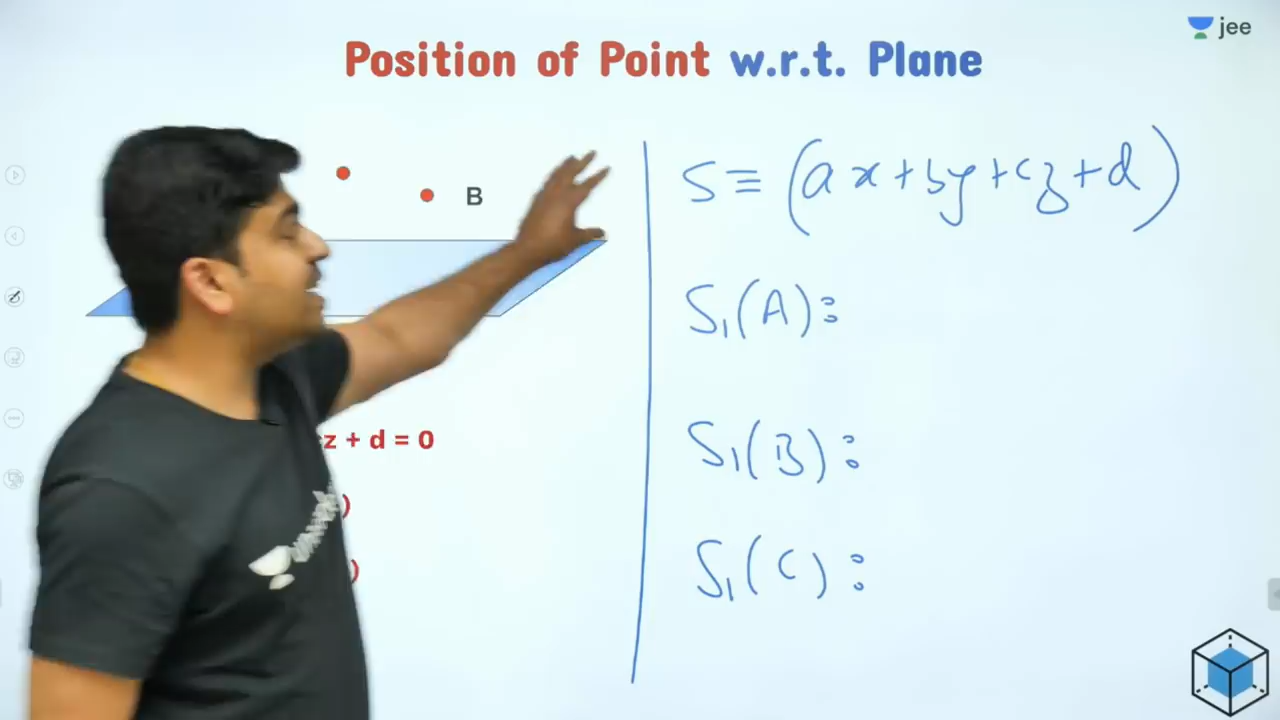 jee
Position of Point w.r.t. Plane
B
z + d = 0
)
)
S ≡ (ax + by + cz + d)
S₁(A):
S₁(B):
S₁(C):